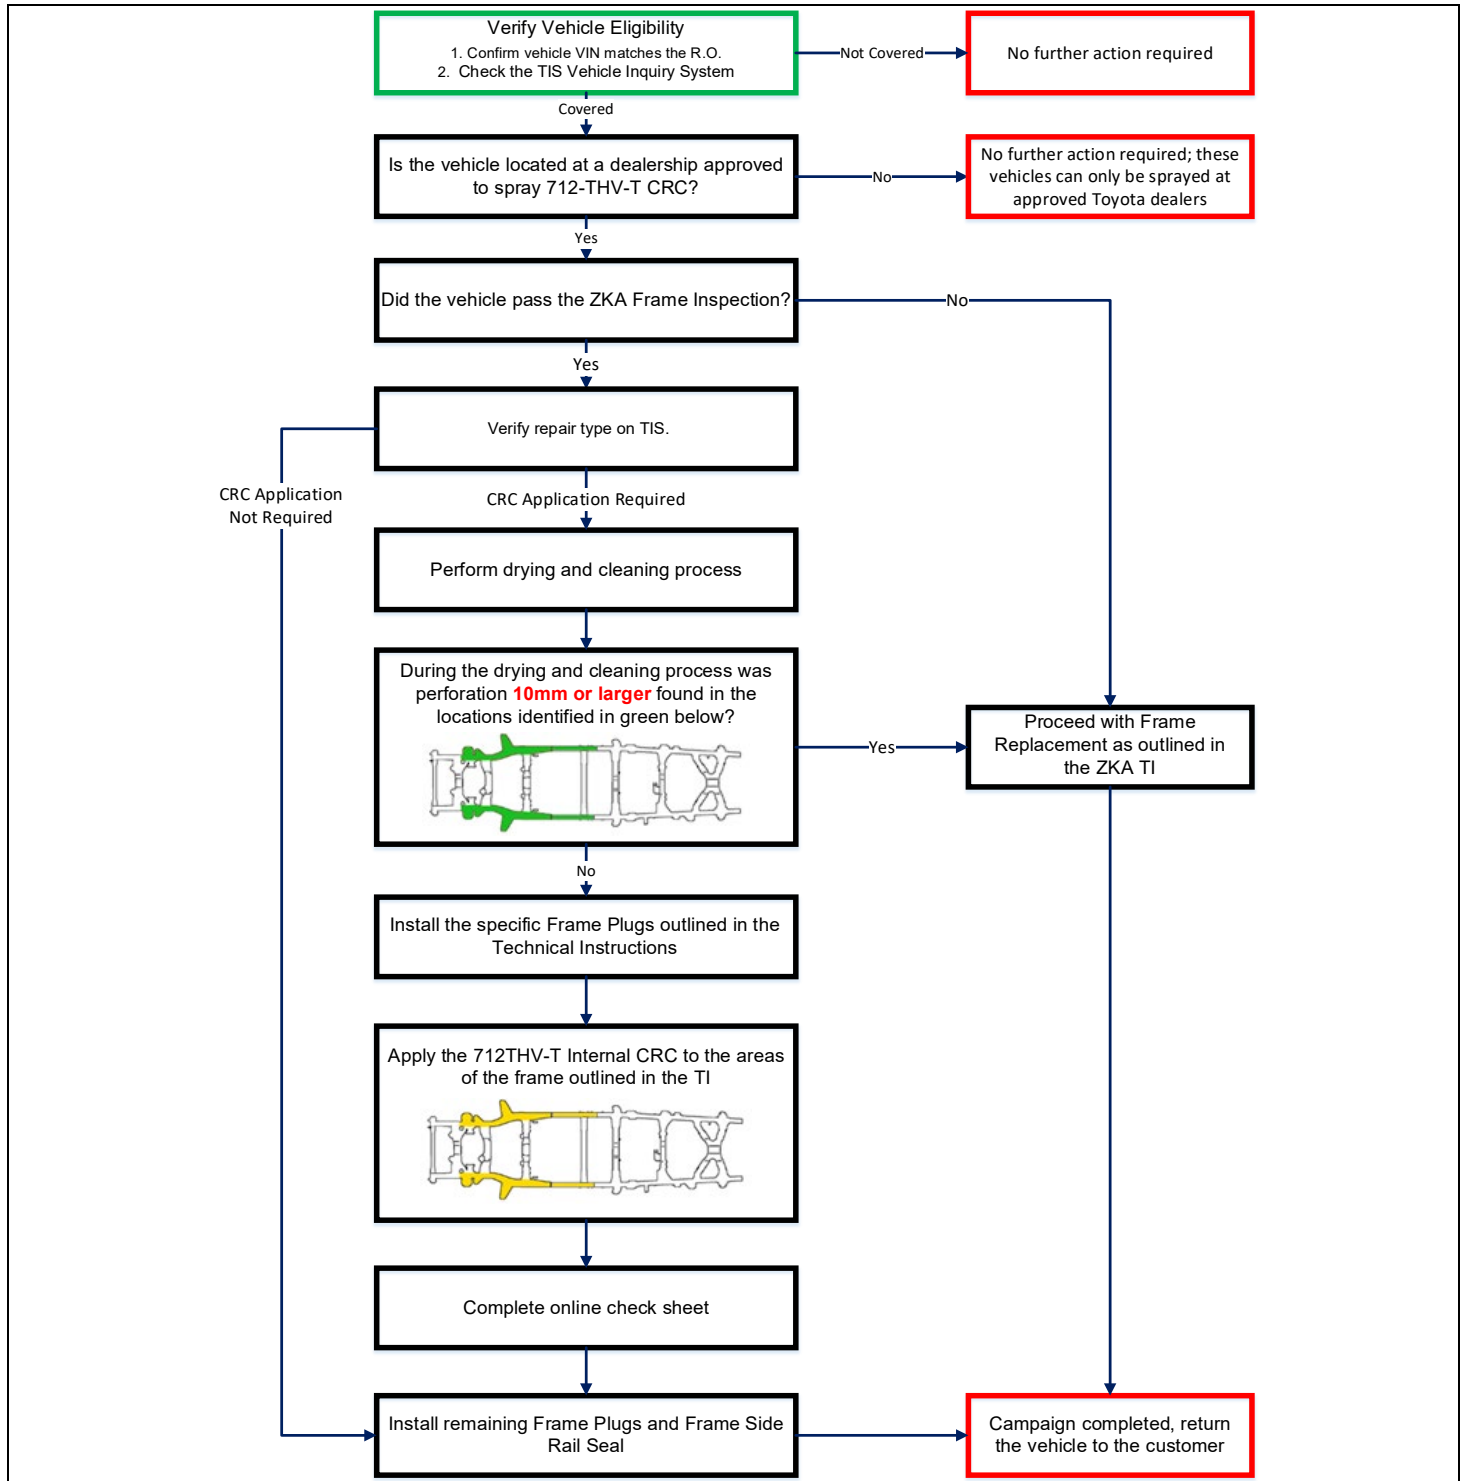 Verify Vehicle Eligibility
1. Confirm vehicle VIN matches the R.O.
2. Check the TIS Vehicle Inquiry System
Not Covered
No further action required
Covered
Is the vehicle located at a dealership approved
to spray 712-THV-T CRC?
No
No further action required; these
vehicles can only be sprayed at
approved Toyota dealers
Yes
Did the vehicle pass the ZKA Frame Inspection?
No
Yes
Verify repair type on TIS.
CRC Application
Not Required
CRC Application Required
Perform drying and cleaning process
During the drying and cleaning process was
perforation 10mm or larger found in the
locations identified in green below?
Yes
Proceed with Frame
Replacement as outlined in
the ZKA TI
No
Install the specific Frame Plugs outlined in the
Technical Instructions
Apply the 712THV-T Internal CRC to the areas
of the frame outlined in the TI
Complete online check sheet
Install remaining Frame Plugs and Frame Side
Rail Seal
Campaign completed, return
the vehicle to the customer